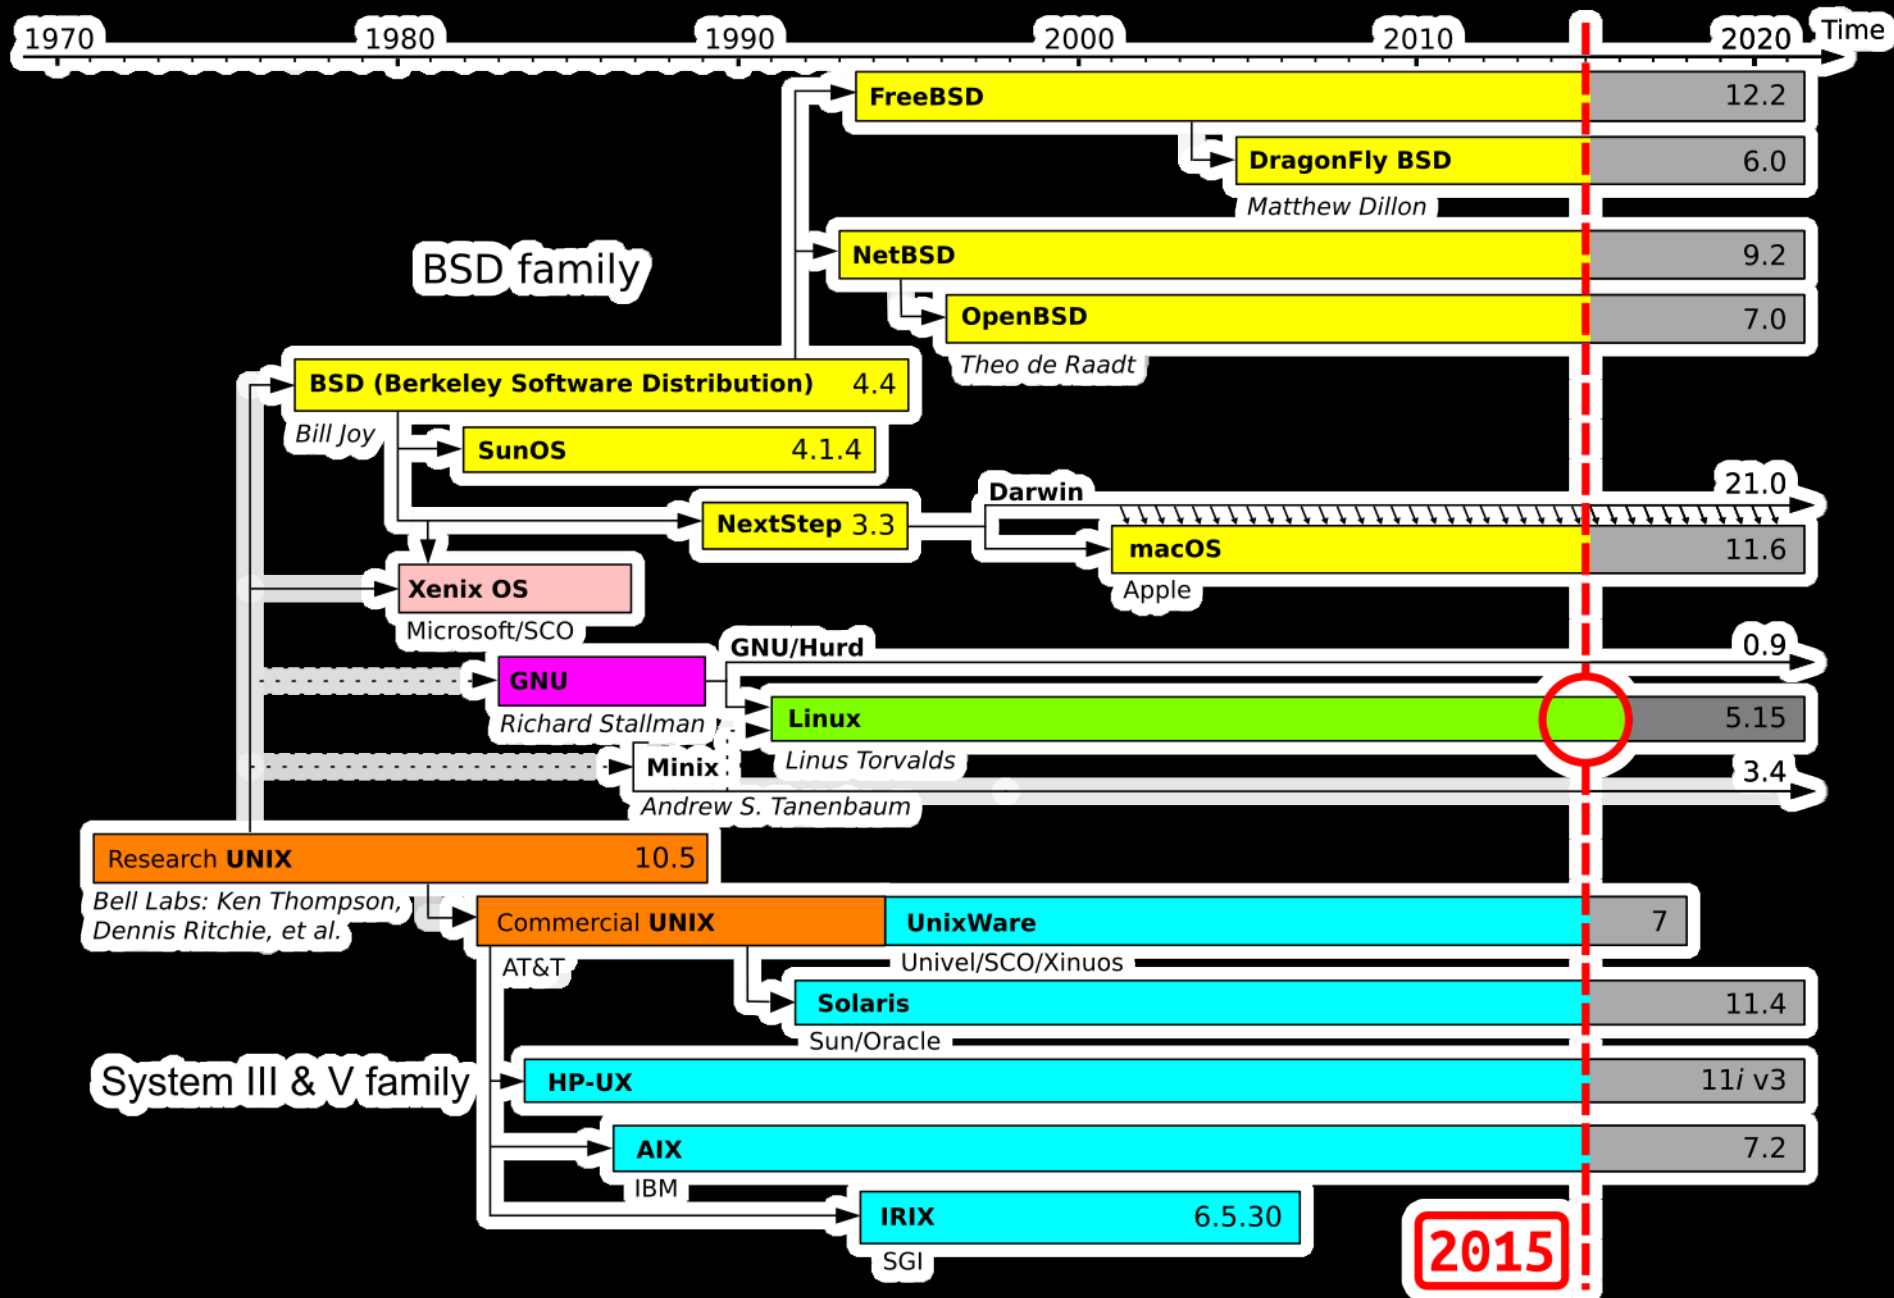 1970 1980 1990 2000 2010 2020 Time
FreeBSD 12.2
DragonFly BSD 6.0
Matthew Dillon
BSD family
NetBSD 9.2
OpenBSD 7.0
Theo de Raadt
BSD (Berkeley Software Distribution) 4.4
Bill Joy
SunOS 4.1.4
Darwin 21.0
NextStep 3.3
macOS 11.6
Apple
Xenix OS
Microsoft/SCO
GNU/Hurd 0.9
GNU
Richard Stallman
Linux 5.15
Linus Torvalds
Minix 3.4
Andrew S. Tanenbaum
Research UNIX 10.5
Bell Labs: Ken Thompson,
Dennis Ritchie, et al.
Commercial UNIX UnixWare 7
AT&T Univel/SCO/Xinuos
Solaris 11.4
Sun/Oracle
System III & V family
HP-UX 11i v3
AIX 7.2
IBM
IRIX 6.5.30
SGI
2015